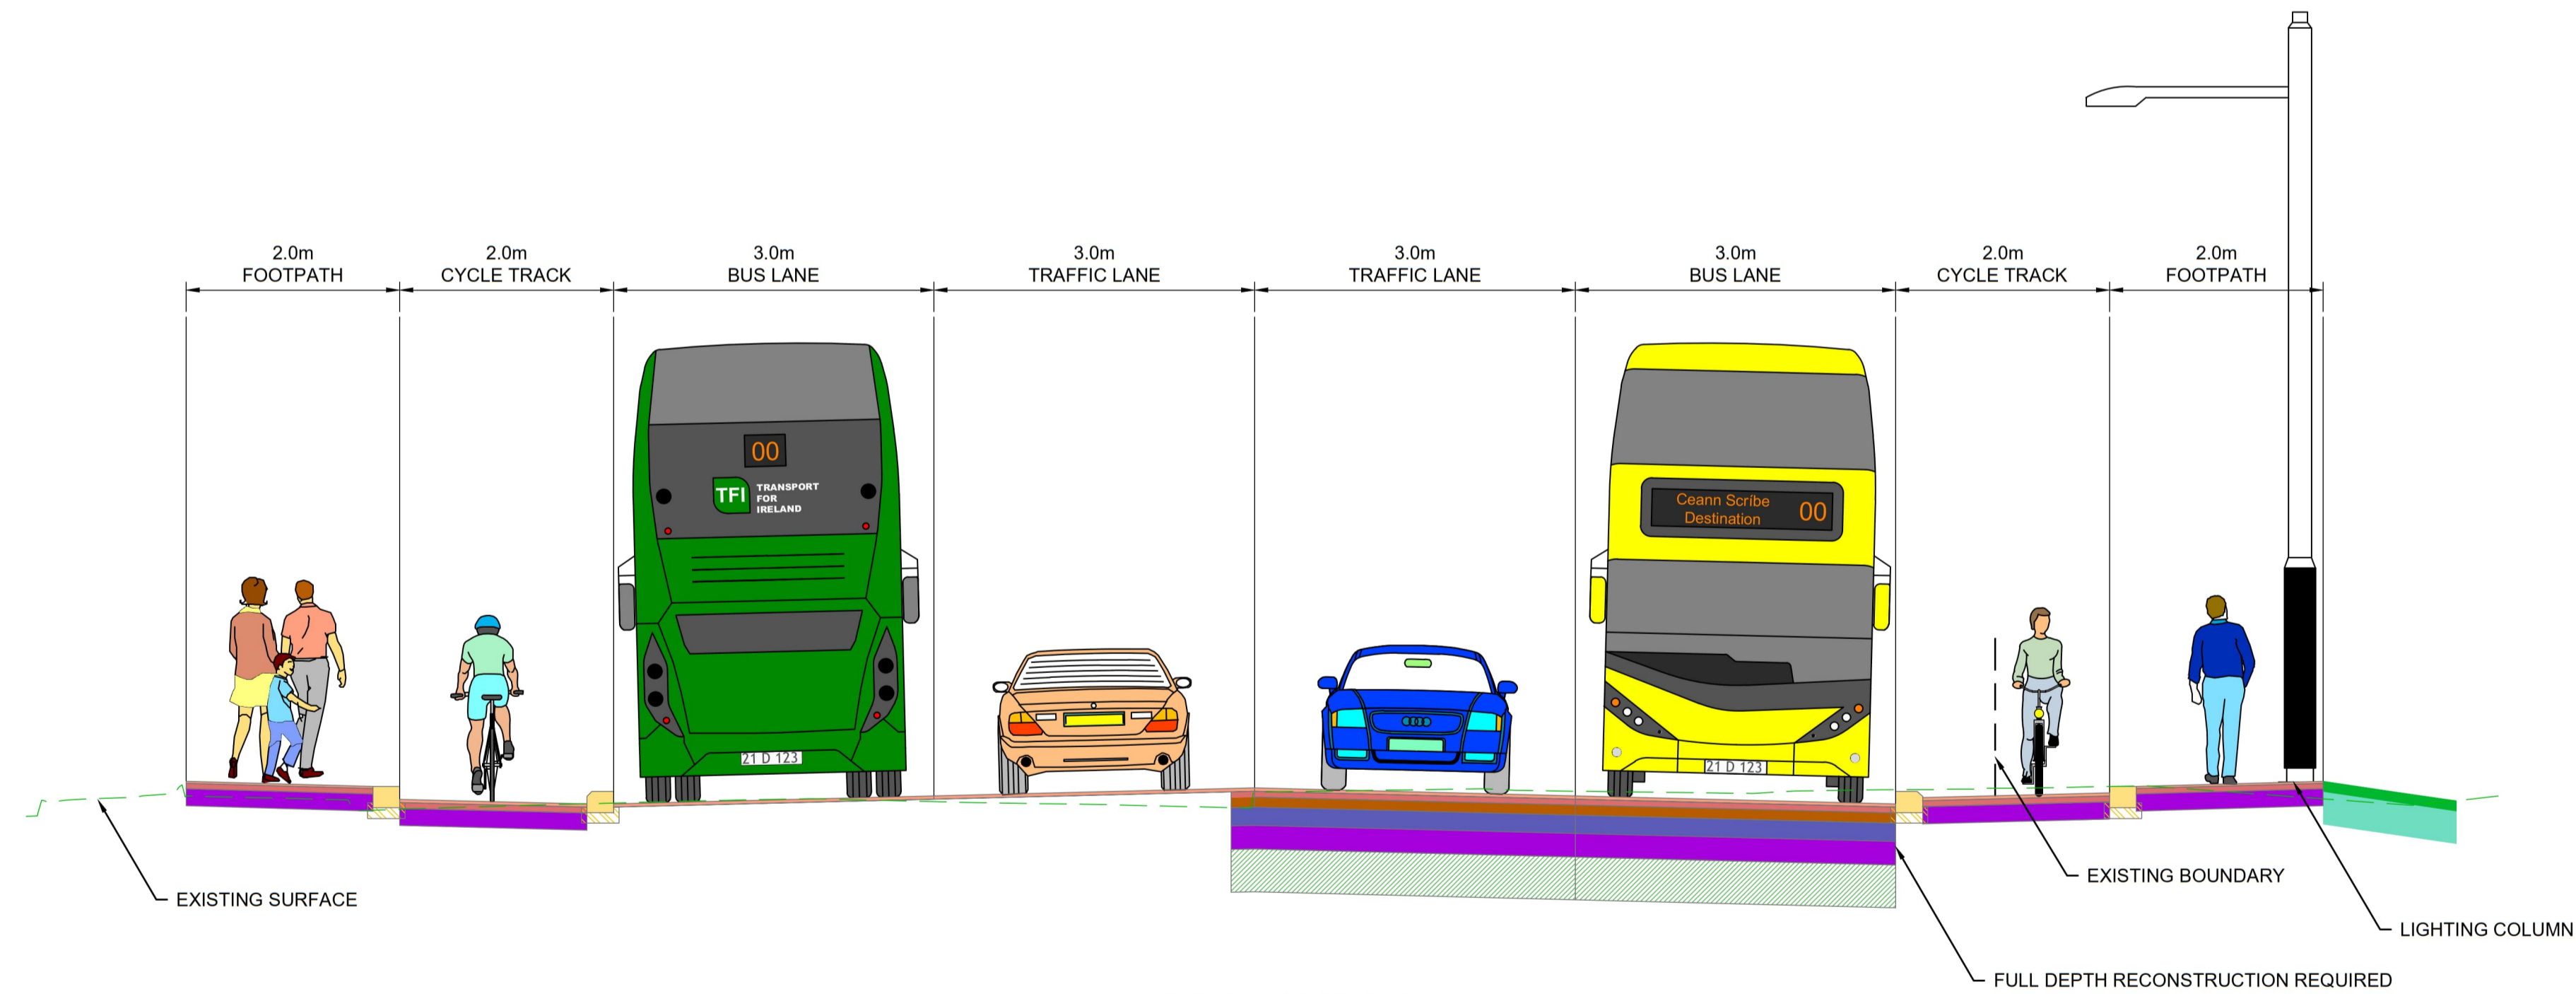 2.0m
FOOTPATH
2.0m
CYCLE TRACK
3.0m
BUS LANE
3.0m
TRAFFIC LANE
3.0m
TRAFFIC LANE
3.0m
BUS LANE
2.0m
CYCLE TRACK
2.0m
FOOTPATH
00
TFI
TRANSPORT
FOR
IRELAND
21 D 123
Ceann Scríbe
Destination
00
21 D 123
EXISTING SURFACE
EXISTING BOUNDARY
LIGHTING COLUMN
FULL DEPTH RECONSTRUCTION REQUIRED